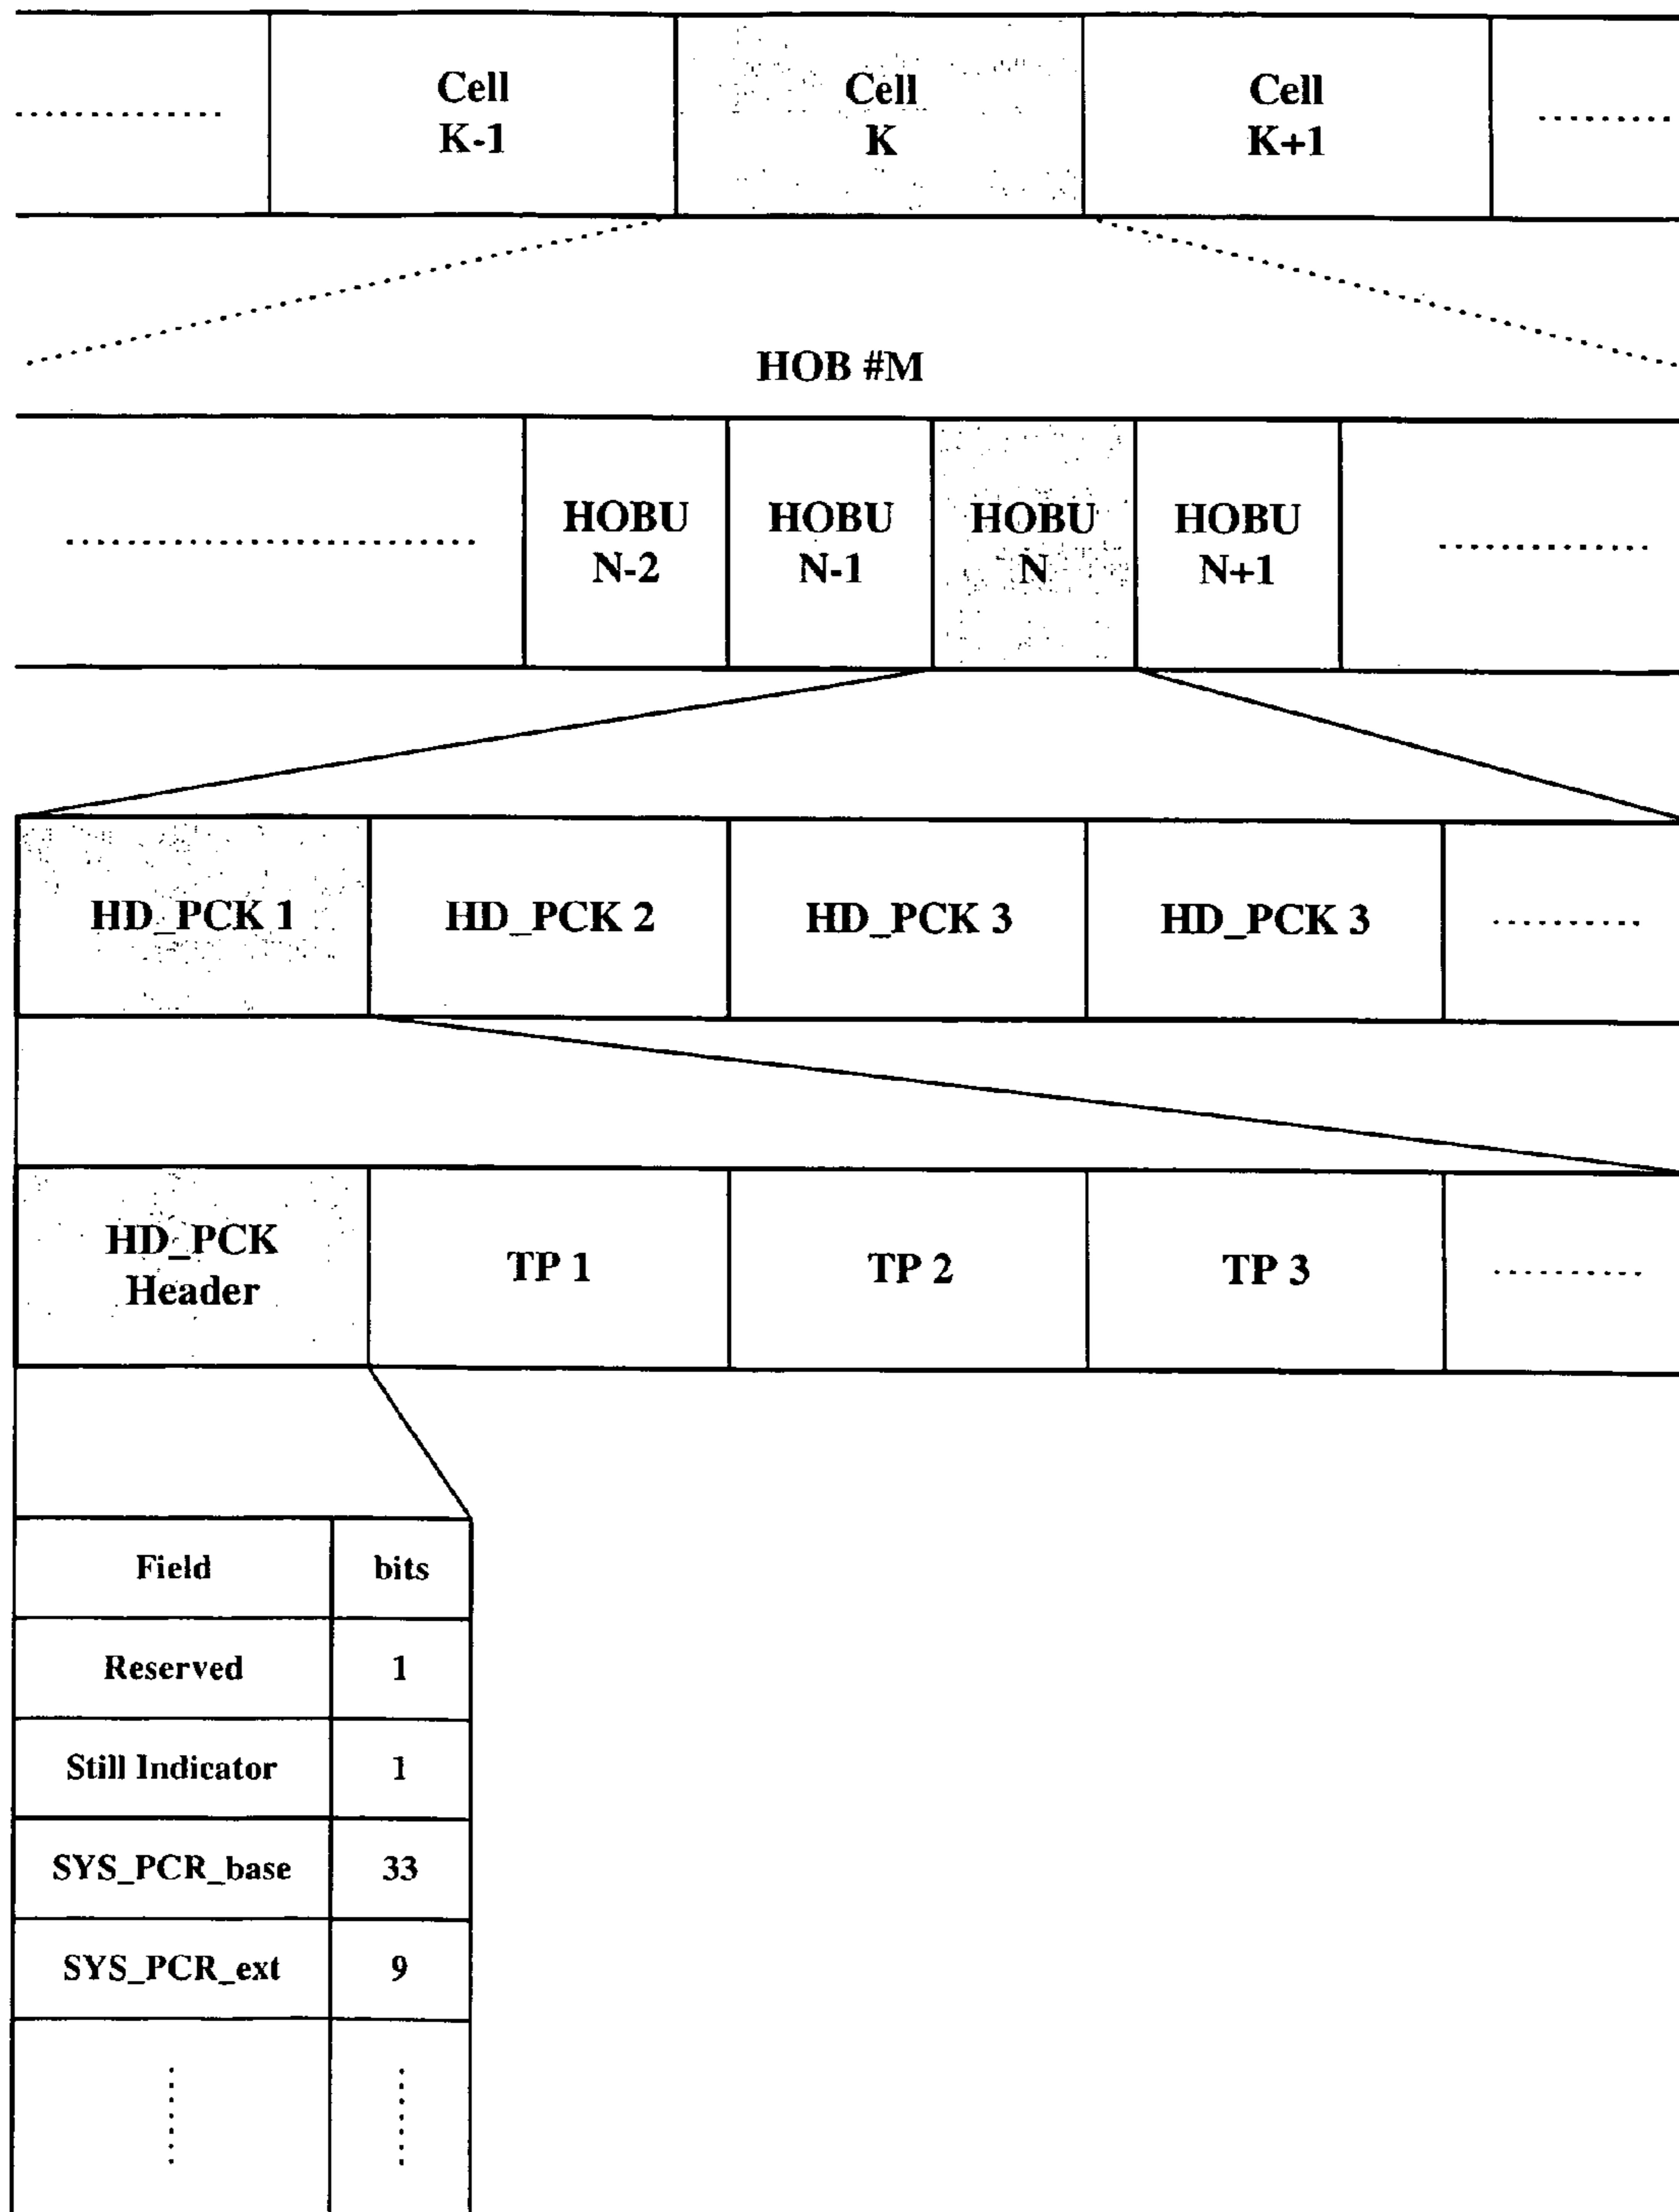 Cell
K-1
Cell
K
Cell
K+1
HOB #M
HOBU
N-2
HOBU
N-1
HOBU
N
HOBU
N+1
HD_PCK 1
HD_PCK 2
HD_PCK 3
HD_PCK 3
HD_PCK
Header
TP 1
TP 2
TP 3
Field bits
Reserved 1
Still Indicator 1
SYS_PCR_base 33
SYS_PCR_ext 9